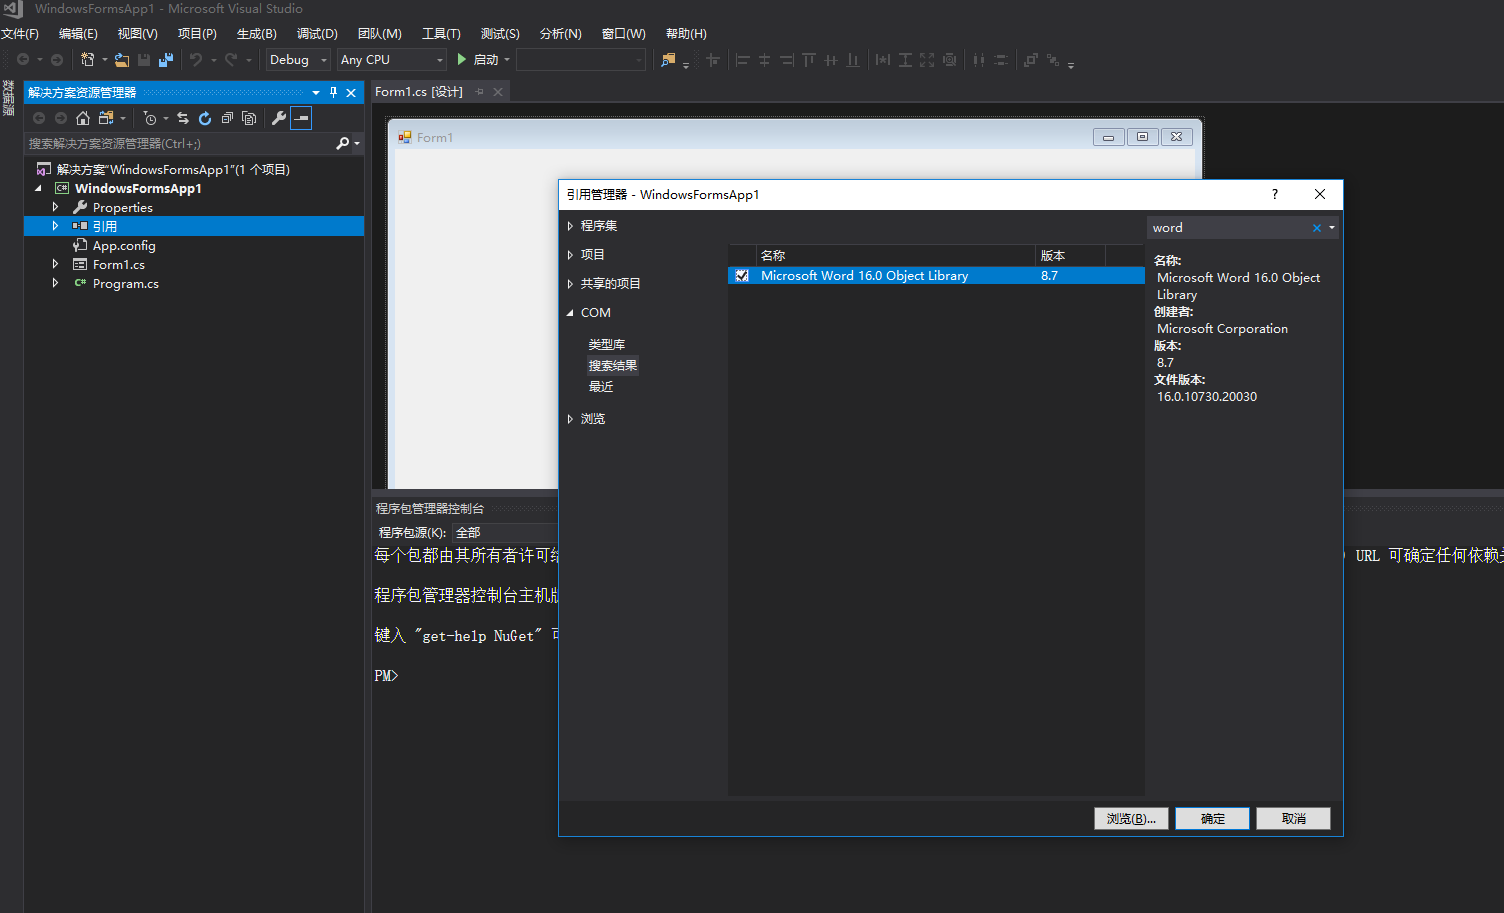 WindowsFormsApp1 - Microsoft Visual Studio
文件(F) 编辑(E) 视图(V) 项目(P) 生成(B) 调试(D) 团队(M) 工具(T) 测试(S) 分析(N) 窗口(W) 帮助(H)
Debug Any CPU 启动
数据源
解决方案资源管理器
搜索解决方案资源管理器(Ctrl+;)
解决方案"WindowsFormsApp1"(1 个项目)
WindowsFormsApp1
Properties
引用
App.config
Form1.cs
Program.cs
Form1.cs [设计]
Form1
引用管理器 - WindowsFormsApp1
程序集
项目
共享的项目
COM
类型库
搜索结果
最近
浏览
名称 版本
Microsoft Word 16.0 Object Library 8.7
word
名称:
Microsoft Word 16.0 Object
Library
创建者:
Microsoft Corporation
版本:
8.7
文件版本:
16.0.10730.20030
浏览(B)... 确定 取消
程序包管理器控制台
程序包源(K): 全部
每个包都由其所有者许可 URL 可确定任何依赖
程序包管理器控制台主机
键入 "get-help NuGet"
PM>